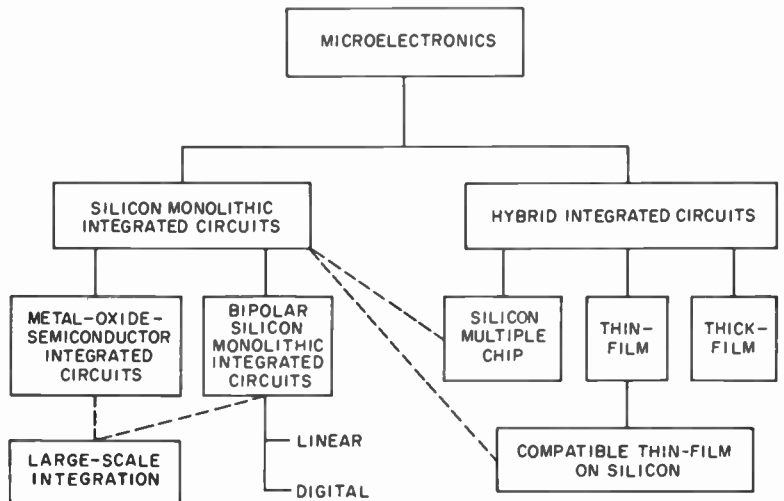 MICROELECTRONICS
SILICON MONOLITHIC
INTEGRATED CIRCUITS
HYBRID INTEGRATED CIRCUITS
METAL-OXIDE-
SEMICONDUCTOR
INTEGRATED
CIRCUITS
BIPOLAR
SILICON
MONOLITHIC
INTEGRATED
CIRCUITS
SILICON
MULTIPLE
CHIP
THIN-
FILM
THICK-
FILM
LARGE-SCALE
INTEGRATION
LINEAR
DIGITAL
COMPATIBLE THIN-FILM
ON SILICON